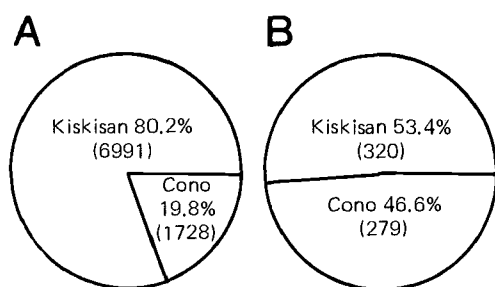 A
Kiskisan 80.2%
(6991)
Cono
19.8%
(1728)
B
Kiskisan 53.4%
(320)
Cono 46.6%
(279)